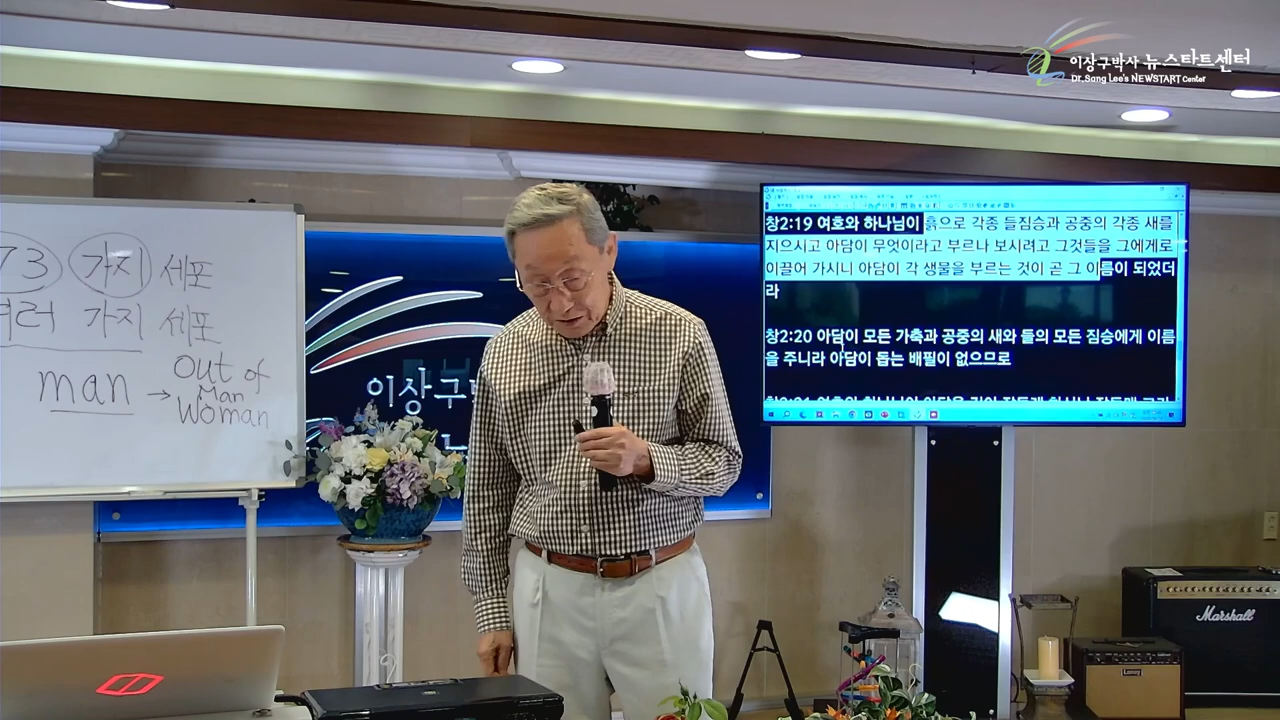 이상구박사 뉴스타트센터
Dr. Sang Lee's NEWSTART Center
73 가지 세포
여러 가지 세포
man → Out of
Man
Woman
이상구
창2:19 여호와 하나님이 흙으로 각종 들짐승과 공중의 각종 새를
지으시고 아담이 무엇이라고 부르나 보시려고 그것들을 그에게로
이끌어 가시니 아담이 각 생물을 부르는 것이 곧 그 이름이 되었더
라
창2:20 아담이 모든 가축과 공중의 새와 들의 모든 짐승에게 이름
을 주니라 아담이 돕는 배필이 없으므로
Marshall
Laney